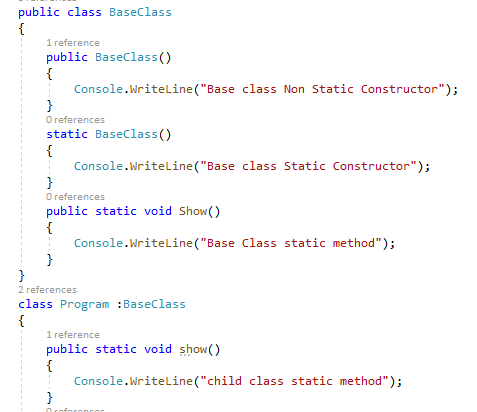 public class BaseClass
{
1 reference
public BaseClass()
{
Console.WriteLine("Base class Non Static Constructor");
}
0 references
static BaseClass()
{
Console.WriteLine("Base class Static Constructor");
}
0 references
public static void Show()
{
Console.WriteLine("Base Class static method");
}
}
2 references
class Program :BaseClass
{
1 reference
public static void show()
{
Console.WriteLine("child class static method");
}
0 references